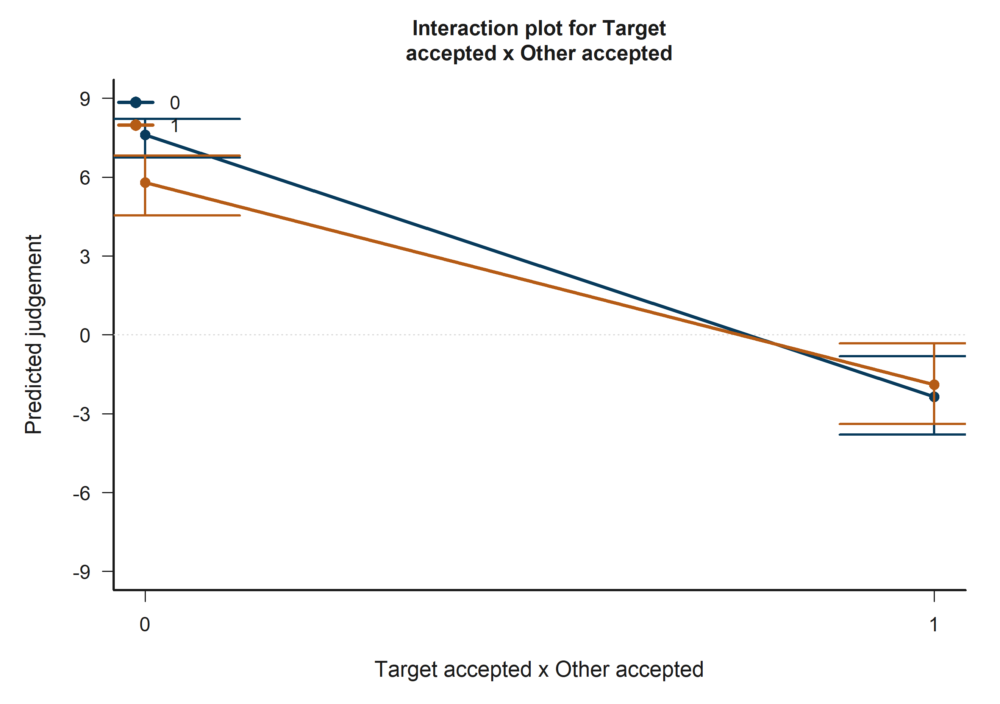 Interaction plot for Target
accepted x Other accepted
9
0
1
6
3
0
-3
-6
-9
Predicted judgement
0
1
Target accepted x Other accepted